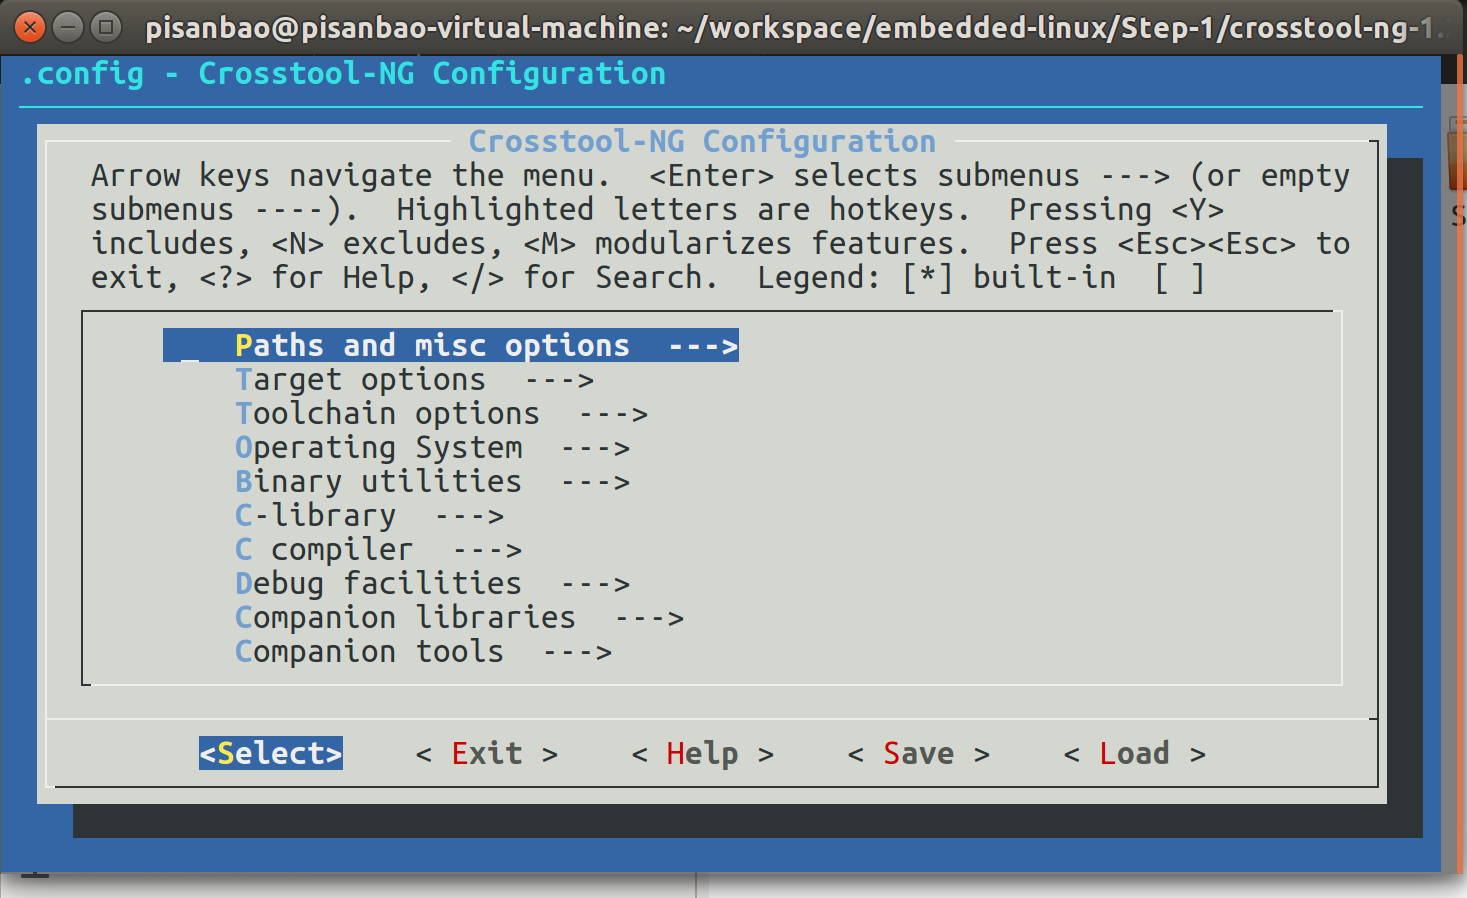 pisanbao@pisanbao-virtual-machine: ~/workspace/embedded-linux/Step-1/crosstool-ng-1.
.config - Crosstool-NG Configuration
Crosstool-NG Configuration
Arrow keys navigate the menu.  <Enter> selects submenus ---> (or empty
submenus ----).  Highlighted letters are hotkeys.  Pressing <Y>
includes, <N> excludes, <M> modularizes features.  Press <Esc><Esc> to
exit, <?> for Help, </> for Search.  Legend: [*] built-in  [ ]
Paths and misc options  --->
Target options  --->
Toolchain options  --->
Operating System  --->
Binary utilities  --->
C-library  --->
C compiler  --->
Debug facilities  --->
Companion libraries  --->
Companion tools  --->
<Select>    < Exit >    < Help >    < Save >    < Load >